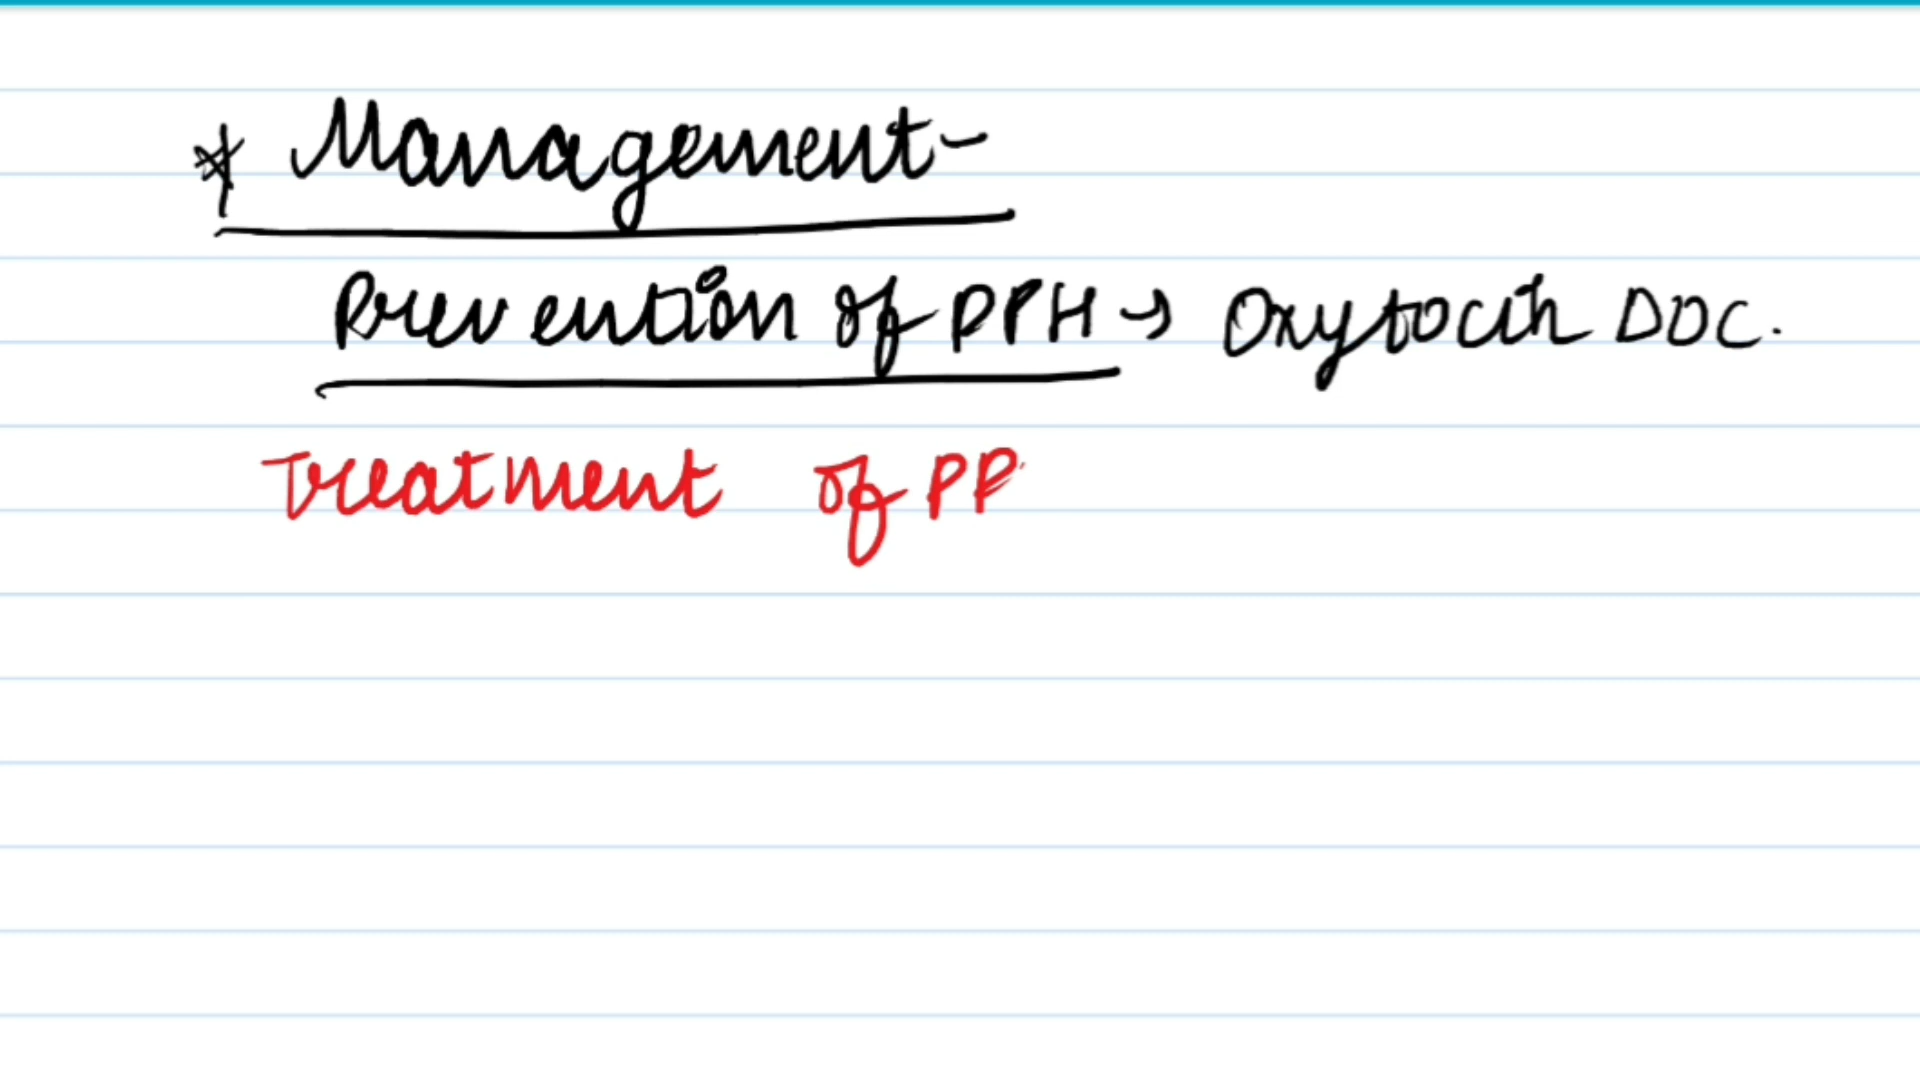 * Management-
Prevention of PPH → Oxytocin DOC.
Treatment of PP